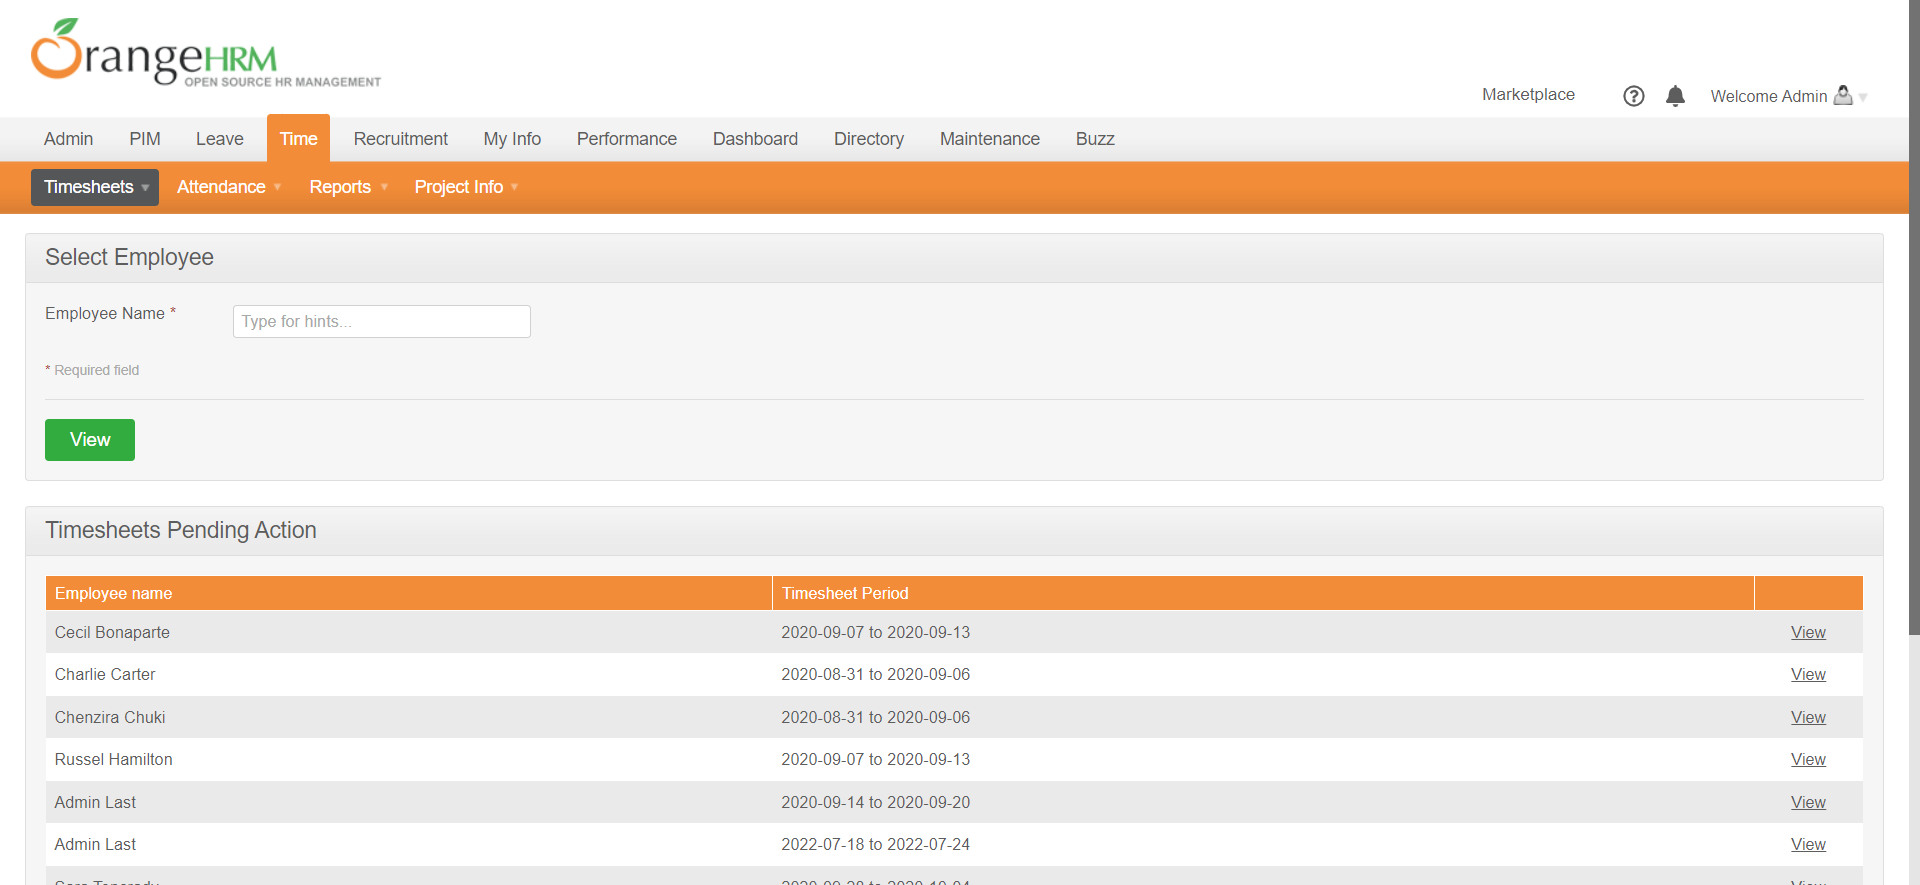 OrangeHRM
OPEN SOURCE HR MANAGEMENT
Marketplace
Welcome Admin
Admin PIM Leave Time Recruitment My Info Performance Dashboard Directory Maintenance Buzz
Timesheets Attendance Reports Project Info
Select Employee
Employee Name *
Type for hints...
* Required field
View
Timesheets Pending Action
Employee name Timesheet Period
Cecil Bonaparte 2020-09-07 to 2020-09-13 View
Charlie Carter 2020-08-31 to 2020-09-06 View
Chenzira Chuki 2020-08-31 to 2020-09-06 View
Russel Hamilton 2020-09-07 to 2020-09-13 View
Admin Last 2020-09-14 to 2020-09-20 View
Admin Last 2022-07-18 to 2022-07-24 View